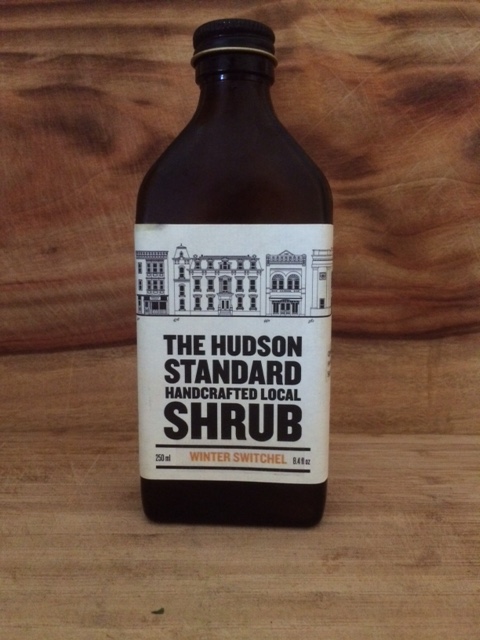 THE HUDSON
STANDARD
HANDCRAFTED LOCAL
SHRUB
250 ml WINTER SWITCHEL 8.4 fl oz